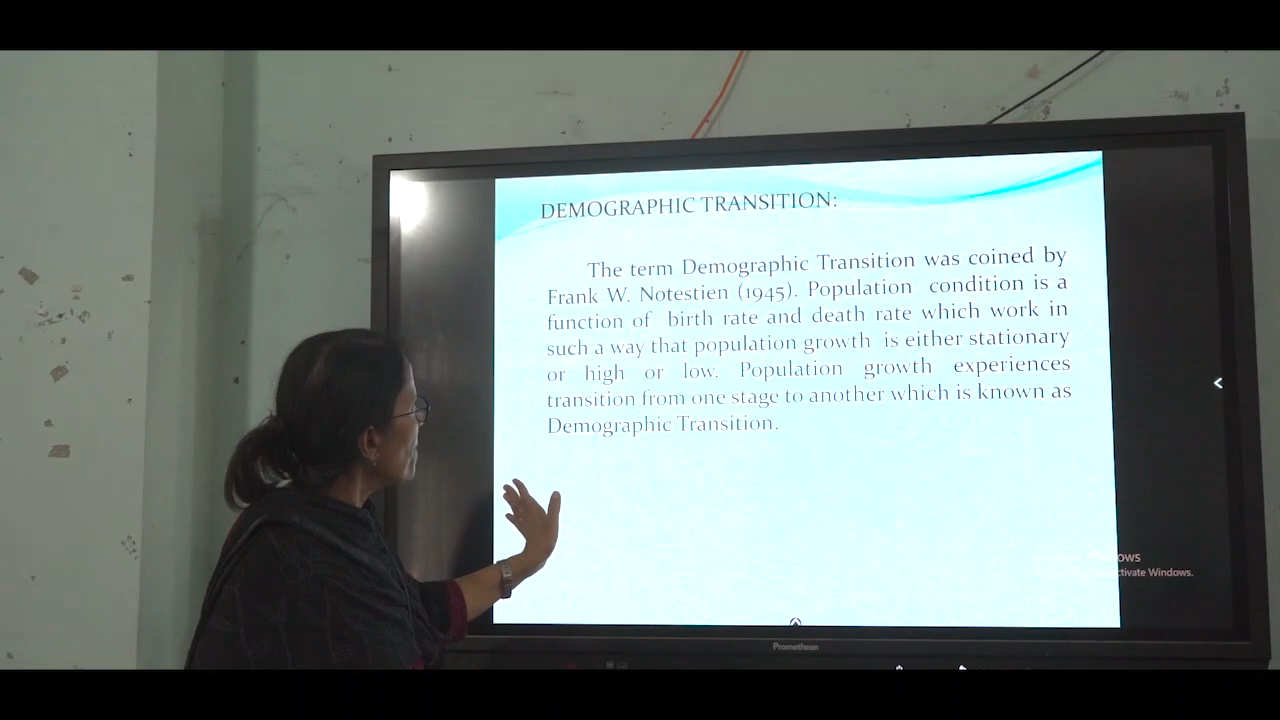 DEMOGRAPHIC TRANSITION:
The term Demographic Transition was coined by
Frank W. Notestien (1945). Population condition is a
function of birth rate and death rate which work in
such a way that population growth is either stationary
or high or low. Population growth experiences
transition from one stage to another which is known as
Demographic Transition.
Windows.
Promethean